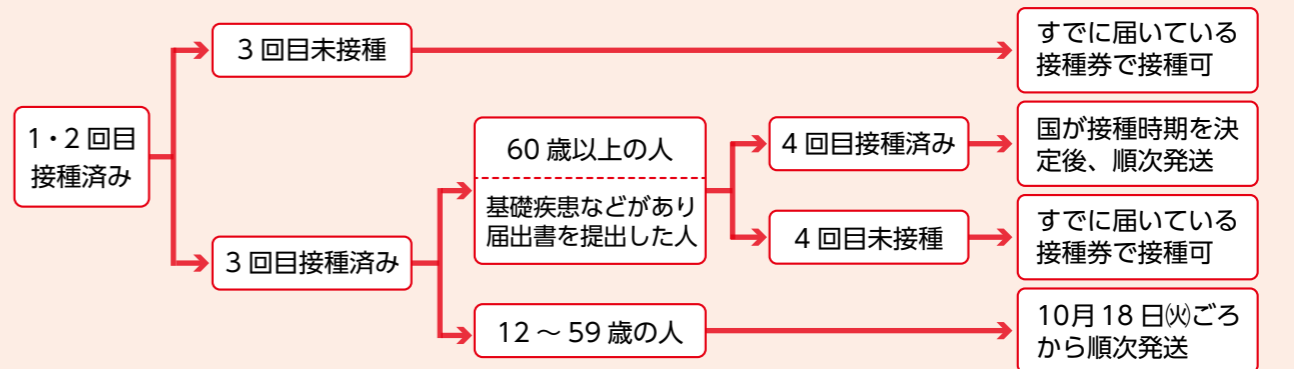 1・2 回目
接種済み
3 回目未接種
すでに届いている
接種券で接種可
3 回目接種済み
60 歳以上の人
基礎疾患などがあり
届出書を提出した人
4 回目接種済み
国が接種時期を決
定後、順次発送
4 回目未接種
すでに届いている
接種券で接種可
12 ～ 59 歳の人
10月 18 日㈫ごろ
から順次発送